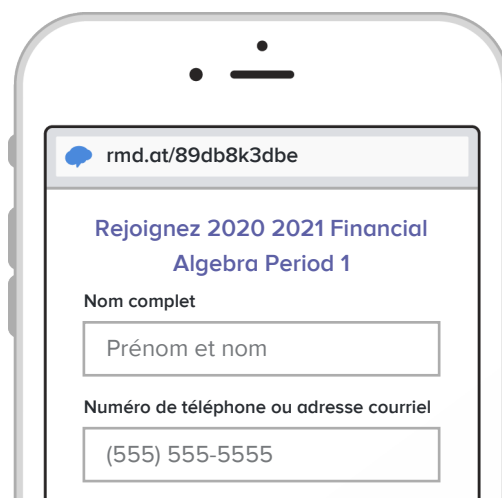 rmd.at/89db8k3dbe
Rejoignez 2020 2021 Financial
Algebra Period 1
Nom complet
Prénom et nom
Numéro de téléphone ou adresse courriel
(555) 555-5555